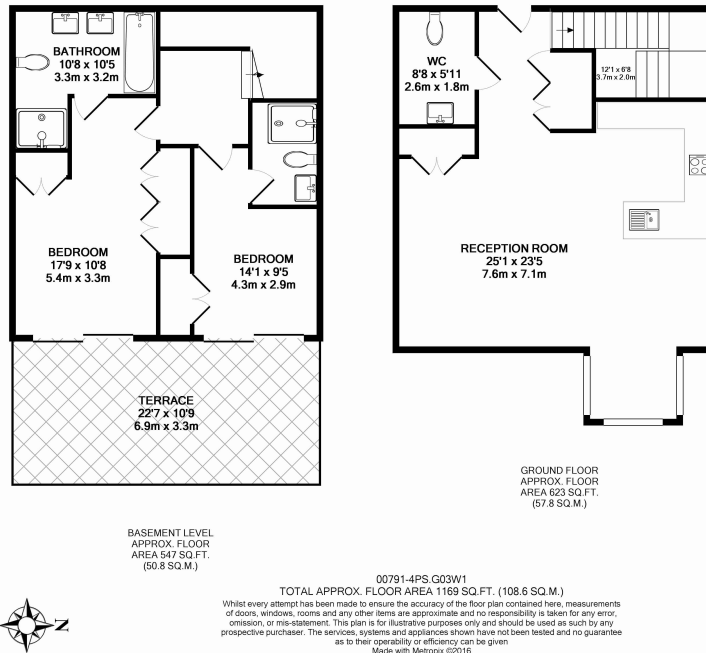 BATHROOM
10'8 x 10'5
3.3m x 3.2m
BEDROOM
17'9 x 10'8
5.4m x 3.3m
BEDROOM
14'1 x 9'5
4.3m x 2.9m
TERRACE
22'7 x 10'9
6.9m x 3.3m
BASEMENT LEVEL
APPROX. FLOOR
AREA 547 SQ.FT.
(50.8 SQ.M.)
WC
8'8 x 5'11
2.6m x 1.8m
12'1 x 6'8
3.7m x 2.0m
RECEPTION ROOM
25'1 x 23'5
7.6m x 7.1m
GROUND FLOOR
APPROX. FLOOR
AREA 623 SQ.FT.
(57.8 SQ.M.)
N
00791-4PS.G03W1
TOTAL APPROX. FLOOR AREA 1169 SQ.FT. (108.6 SQ.M.)
Whilst every attempt has been made to ensure the accuracy of the floor plan contained here, measurements
of doors, windows, rooms and any other items are approximate and no responsibility is taken for any error,
omission, or mis-statement. This plan is for illustrative purposes only and should be used as such by any
prospective purchaser. The services, systems and appliances shown have not been tested and no guarantee
as to their operability or efficiency can be given
Made with Metropix ©2016